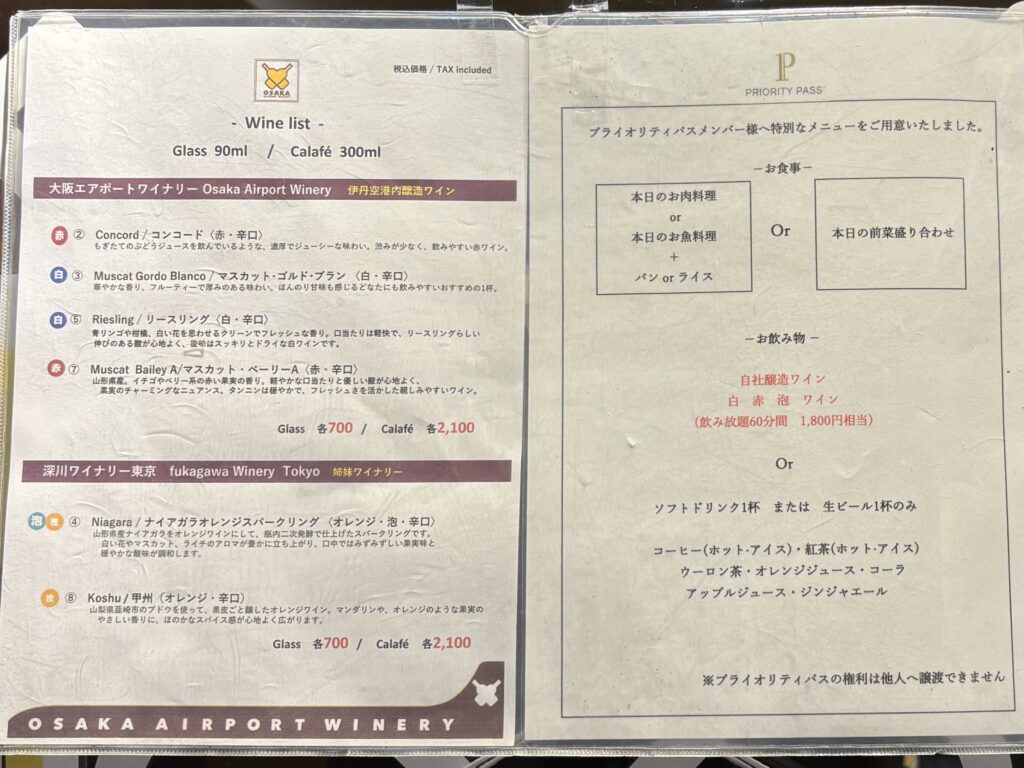 OSAKA
税込価格 / TAX included
- Wine list -
Glass 90ml / Calafé 300ml
大阪エアポートワイナリー Osaka Airport Winery 伊丹空港内醸造ワイン
赤 ② Concord / コンコード〈赤・辛口〉
もぎたてのぶどうジュースを飲んでいるような、濃厚でジューシーな味わい。渋みが少なく、飲みやすい赤ワイン。
白 ③ Muscat Gordo Blanco / マスカット・ゴルド・ブラン 〈白・辛口〉
華やかな香り、フルーティーで厚みのある味わい。ほんのり甘味も感じるどなたにも飲みやすいおすすめの1杯。
白 ⑤ Riesling / リースリング〈白・辛口〉
青リンゴや柑橘、白い花を思わせるクリーンでフレッシュな香り。口当たりは軽快で、リースリングらしい
伸びのある酸が心地よく、後味はスッキリとドライな白ワインです。
赤 ⑦ Muscat Bailey A/マスカット・ベーリーA〈赤・辛口〉
山形県産。イチゴやベリー系の赤い果実の香り。軽やかな口当たりと優しい酸が心地よく、
果実のチャーミングなニュアンス。タンニンは穏やかで、フレッシュさを活かした親しみやすいワイン。
Glass 各700 / Calafé 各2,100
深川ワイナリー東京 fukagawa Winery Tokyo 姉妹ワイナリー
泡 橙 ④ Niagara / ナイアガラオレンジスパークリング 〈オレンジ・泡・辛口〉
山形県産ナイアガラをオレンジワインにして、瓶内二次発酵で仕上げたスパークリングです。
白い花やマスカット、ライチのアロマが豊かに立ち上がり、口中ではみずみずしい果実味と
穏やかな酸味が調和します。
橙 ⑧ Koshu / 甲州〈オレンジ・辛口〉
山梨県韮崎市のブドウを使って、果皮ごと醸したオレンジワイン。マンダリンや、オレンジのような果実の
やさしい香りに、ほのかなスパイス感が心地よく広がります。
Glass 各700 / Calafé 各2,100
OSAKA AIRPORT WINERY
PRIORITY PASS
プライオリティパスメンバー様へ特別なメニューをご用意いたしました。
－お食事－
本日のお肉料理
or
本日のお魚料理
+
パン or ライス
Or
本日の前菜盛り合わせ
－お飲み物－
自社醸造ワイン
白 赤 泡 ワイン
(飲み放題60分間 1,800円相当)
Or
ソフトドリンク1杯 または 生ビール1杯のみ
コーヒー(ホット·アイス)・紅茶(ホット·アイス)
ウーロン茶・オレンジジュース・コーラ
アップルジュース・ジンジャエール
※プライオリティパスの権利は他人へ譲渡できません